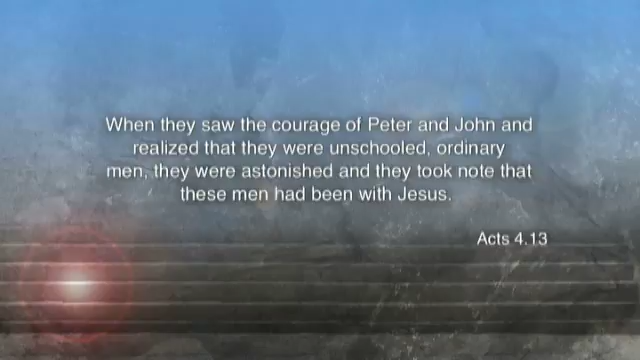 When they saw the courage of Peter and John and
realized that they were unschooled, ordinary
men, they were astonished and they took note that
these men had been with Jesus.
Acts 4.13